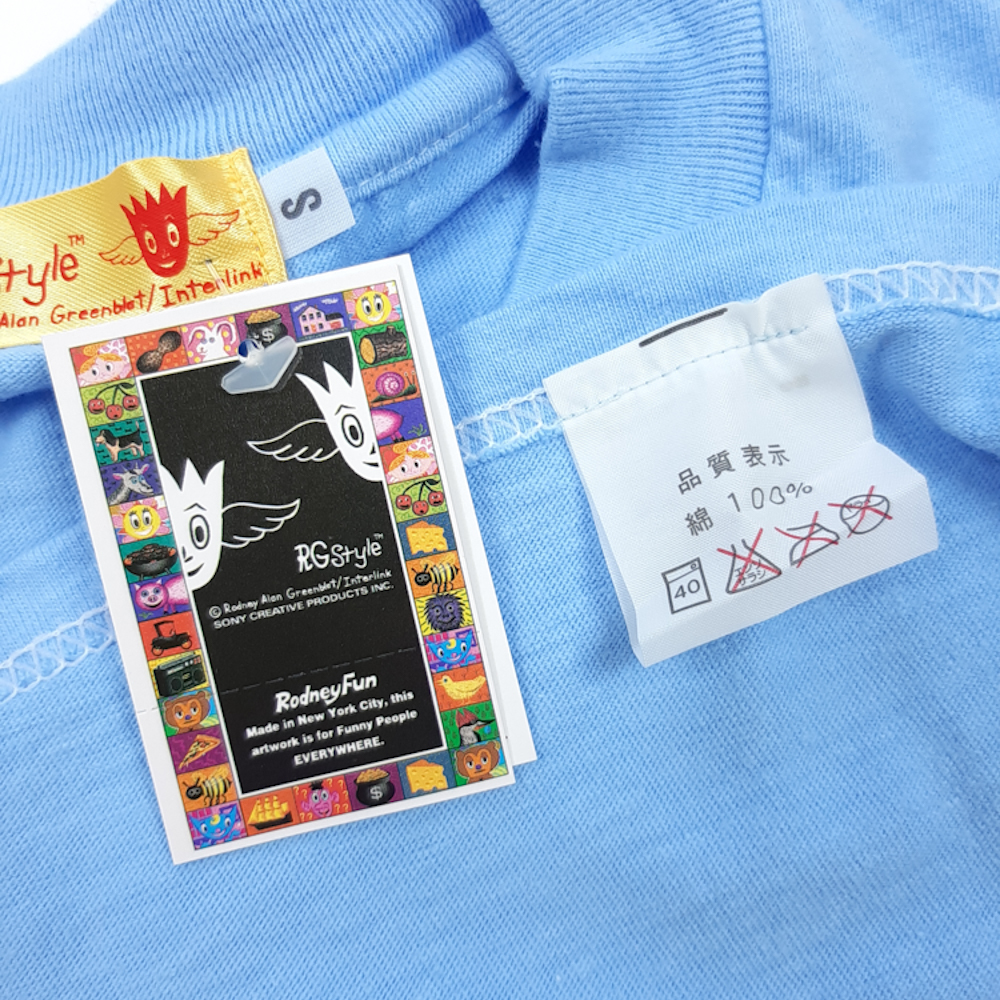 Style™
Alan Greenblat/Interlink
S
RGStyle™
© Rodney Alan Greenblat/Interlink
SONY CREATIVE PRODUCTS INC.
RodneyFun
Made in New York City, this
artwork is for Funny People
EVERYWHERE.
品質表示
綿 100%
40